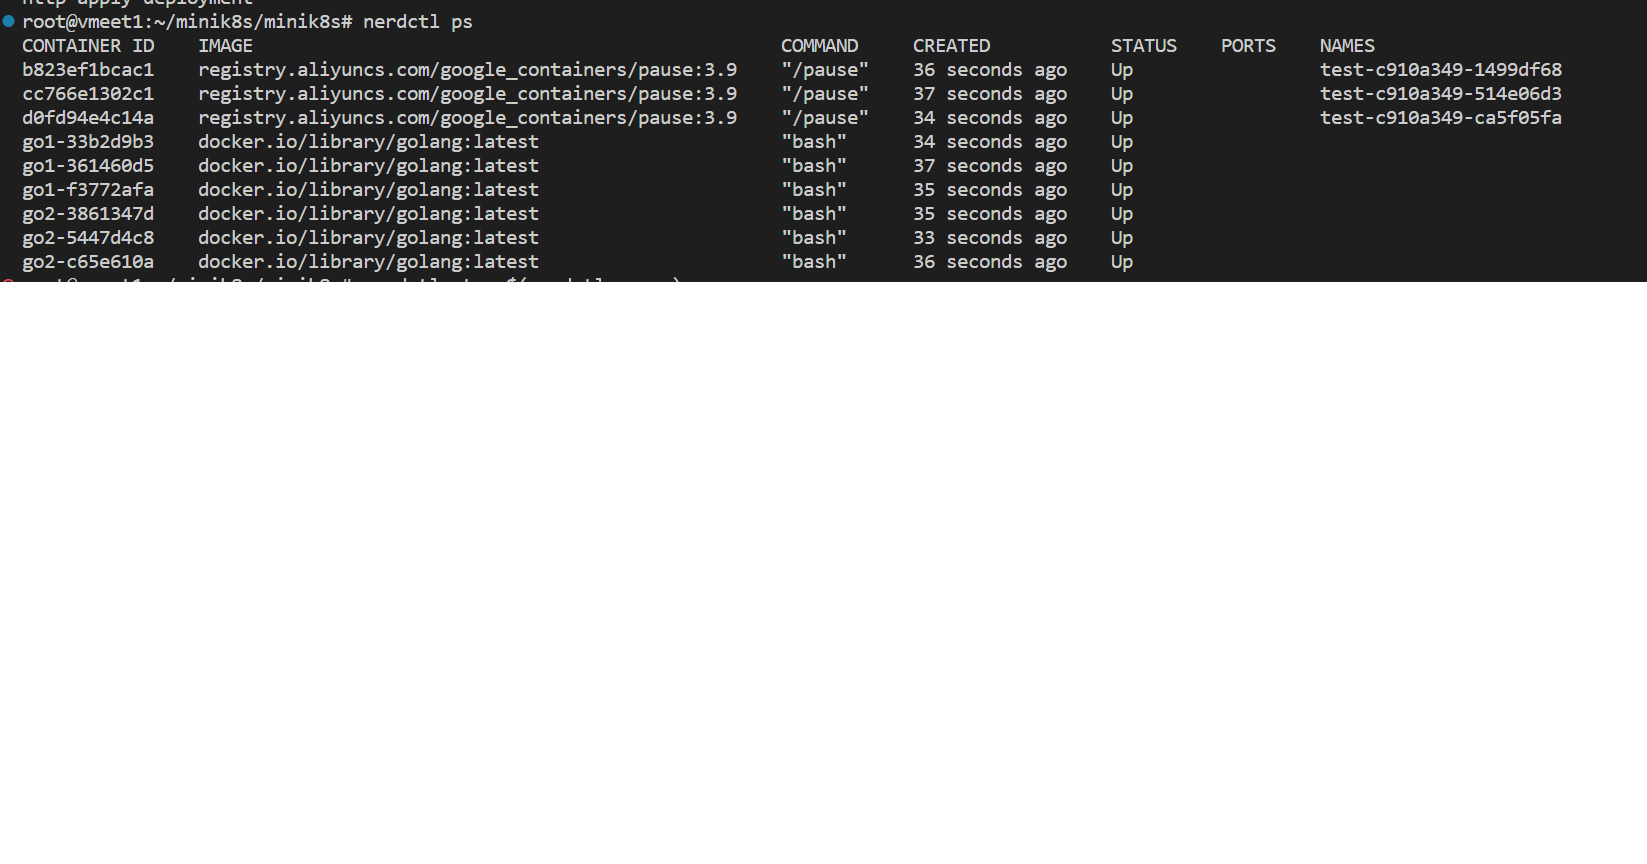 http apply deployment
root@vmeet1:~/minik8s/minik8s# nerdctl ps
CONTAINER ID    IMAGE    COMMAND    CREATED    STATUS    PORTS    NAMES
b823ef1bcac1    registry.aliyuncs.com/google_containers/pause:3.9    "/pause"    36 seconds ago    Up    test-c910a349-1499df68
cc766e1302c1    registry.aliyuncs.com/google_containers/pause:3.9    "/pause"    37 seconds ago    Up    test-c910a349-514e06d3
d0fd94e4c14a    registry.aliyuncs.com/google_containers/pause:3.9    "/pause"    34 seconds ago    Up    test-c910a349-ca5f05fa
go1-33b2d9b3    docker.io/library/golang:latest    "bash"    34 seconds ago    Up
go1-361460d5    docker.io/library/golang:latest    "bash"    37 seconds ago    Up
go1-f3772afa    docker.io/library/golang:latest    "bash"    35 seconds ago    Up
go2-3861347d    docker.io/library/golang:latest    "bash"    35 seconds ago    Up
go2-5447d4c8    docker.io/library/golang:latest    "bash"    33 seconds ago    Up
go2-c65e610a    docker.io/library/golang:latest    "bash"    36 seconds ago    Up